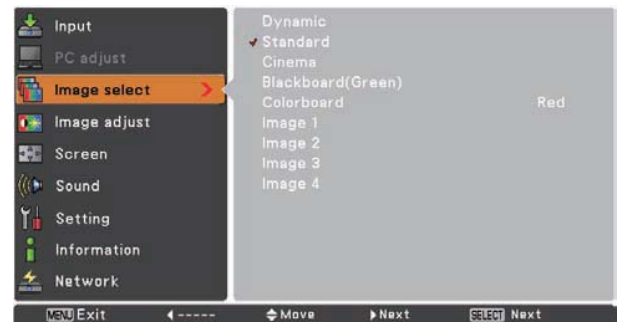 Input
PC adjust
Image select
Image adjust
Screen
Sound
Setting
Information
Network
Dynamic
Standard
Cinema
Blackboard(Green)
Colorboard Red
Image 1
Image 2
Image 3
Image 4
MENU Exit ----- Move Next SELECT Next